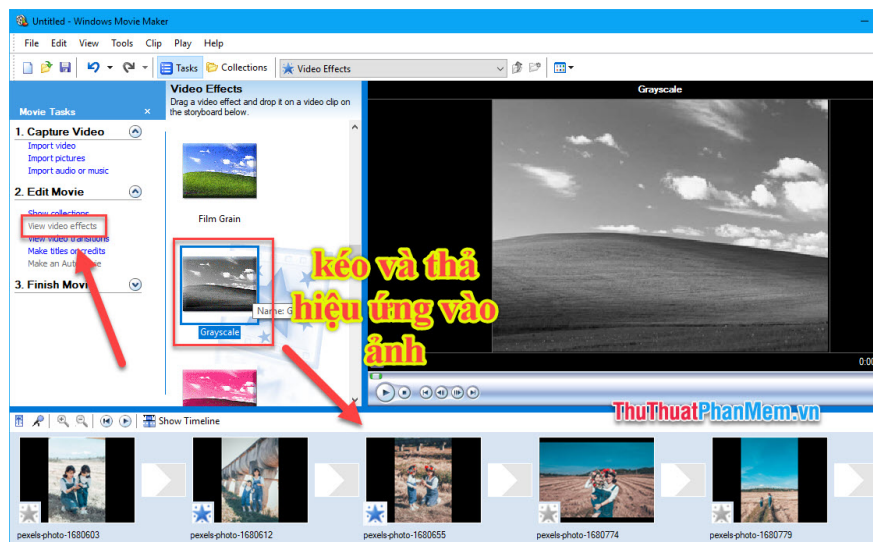 Untitled - Windows Movie Maker
File Edit View Tools Clip Play Help
Tasks Collections Video Effects
Movie Tasks ×
1. Capture Video
Import video
Import pictures
Import audio or music
2. Edit Movie
Show collections
View video effects
View video transitions
Make titles or credits
Make an Movie
3. Finish Movie
Video Effects
Drag a video effect and drop it on a video clip on
the storyboard below.
Film Grain
Name: G
Grayscale
kéo và thả
hiệu ứng vào
ảnh
Grayscale
0:00
ThuThuatPhanMem.vn
Show Timeline
pexels-photo-1680603 pexels-photo-1680612 pexels-photo-1680655 pexels-photo-1680774 pexels-photo-1680779